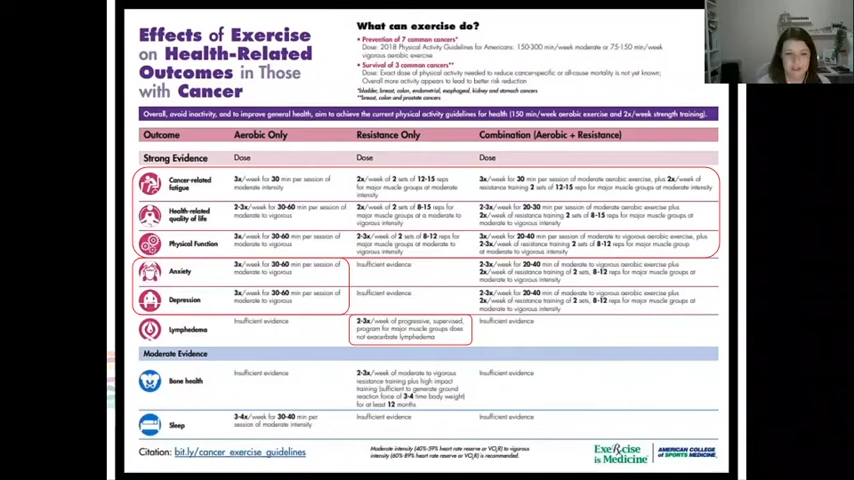 Effects of Exercise
on Health-Related
Outcomes in Those
with Cancer
What can exercise do?
• Prevention of 7 common cancers*
Dose: 2018 Physical Activity Guidelines for Americans: 150-300 min/week moderate or 75-150 min/week
vigorous aerobic exercise
• Survival of 3 common cancers**
Dose: Exact dose of physical activity needed to reduce cancer-specific or all-cause mortality is not yet known;
Overall more activity appears to lead to better risk reduction
*bladder, breast, colon, endometrial, esophageal, kidney and stomach cancers
**breast, colon and prostate cancers
Overall, avoid inactivity, and to improve general health, aim to achieve the current physical activity guidelines for health (150 min/week aerobic exercise and 2x/week strength training).
Outcome Aerobic Only Resistance Only Combination (Aerobic + Resistance)
Strong Evidence Dose Dose Dose
Cancer-related
fatigue
3x/week for 30 min per session of
moderate intensity
2x/week of 2 sets of 12-15 reps
for major muscle groups at moderate
intensity
3x/week for 30 min per session of moderate aerobic exercise, plus 2x/week of
resistance training 2 sets of 12-15 reps for major muscle groups at moderate intensity
Health-related
quality of life
2-3x/week for 30-60 min per session of
moderate to vigorous
2x/week of 2 sets of 8-15 reps for
major muscle groups at a moderate to
vigorous intensity
2-3x/week for 20-30 min per session of moderate aerobic exercise plus
2x/week of resistance training 2 sets of 8-15 reps for major muscle groups at
moderate to vigorous intensity
Physical Function
3x/week for 30-60 min per session of
moderate to vigorous
2-3x/week of 2 sets of 8-12 reps for
major muscle groups at moderate to
vigorous intensity
3x/week for 20-40 min per session of moderate to vigorous aerobic exercise, plus
2-3x/week of resistance training 2 sets of 8-12 reps for major muscle group
at moderate to vigorous intensity
Anxiety
3x/week for 30-60 min per session of
moderate to vigorous
Insufficient evidence
2-3x/week for 20-40 min of moderate to vigorous aerobic exercise plus
2x/week of resistance training of 2 sets, 8-12 reps for major muscle groups at
moderate to vigorous intensity
Depression
3x/week for 30-60 min per session of
moderate to vigorous
Insufficient evidence
2-3x/week for 20-40 min of moderate to vigorous aerobic exercise plus
2x/week of resistance training of 2 sets, 8-12 reps for major muscle groups at
moderate to vigorous intensity
Lymphedema
Insufficient evidence
2-3x/week of progressive, supervised,
program for major muscle groups does
not exacerbate lymphedema
Insufficient evidence
Moderate Evidence
Bone health
Insufficient evidence
2-3x/week of moderate to vigorous
resistance training plus high impact
training (sufficient to generate ground
reaction force of 3-4 time body weight)
for at least 12 months
Insufficient evidence
Sleep
3-4x/week for 30-40 min per
session of moderate intensity
Insufficient evidence
Insufficient evidence
Citation: bit.ly/cancer_exercise_guidelines
Moderate intensity (40%-59% heart rate reserve or VO₂R) to vigorous
intensity (60%-89% heart rate reserve or VO₂R) is recommended.
ExeRcise
is Medicine
AMERICAN COLLEGE
of SPORTS MEDICINE